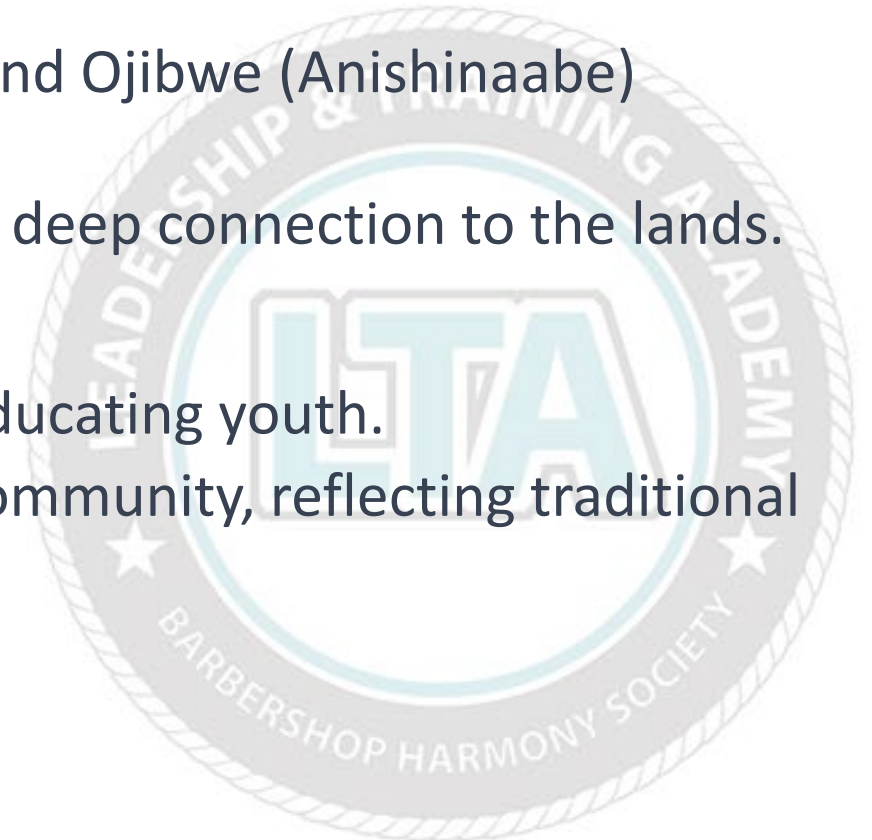 nd Ojibwe (Anishinaabe)
LEADERSHIP & TRAINING ACADEMY
deep connection to the lands.
LTA
ducating youth.
ommunity, reflecting traditional
BARBERSHOP HARMONY SOCIETY